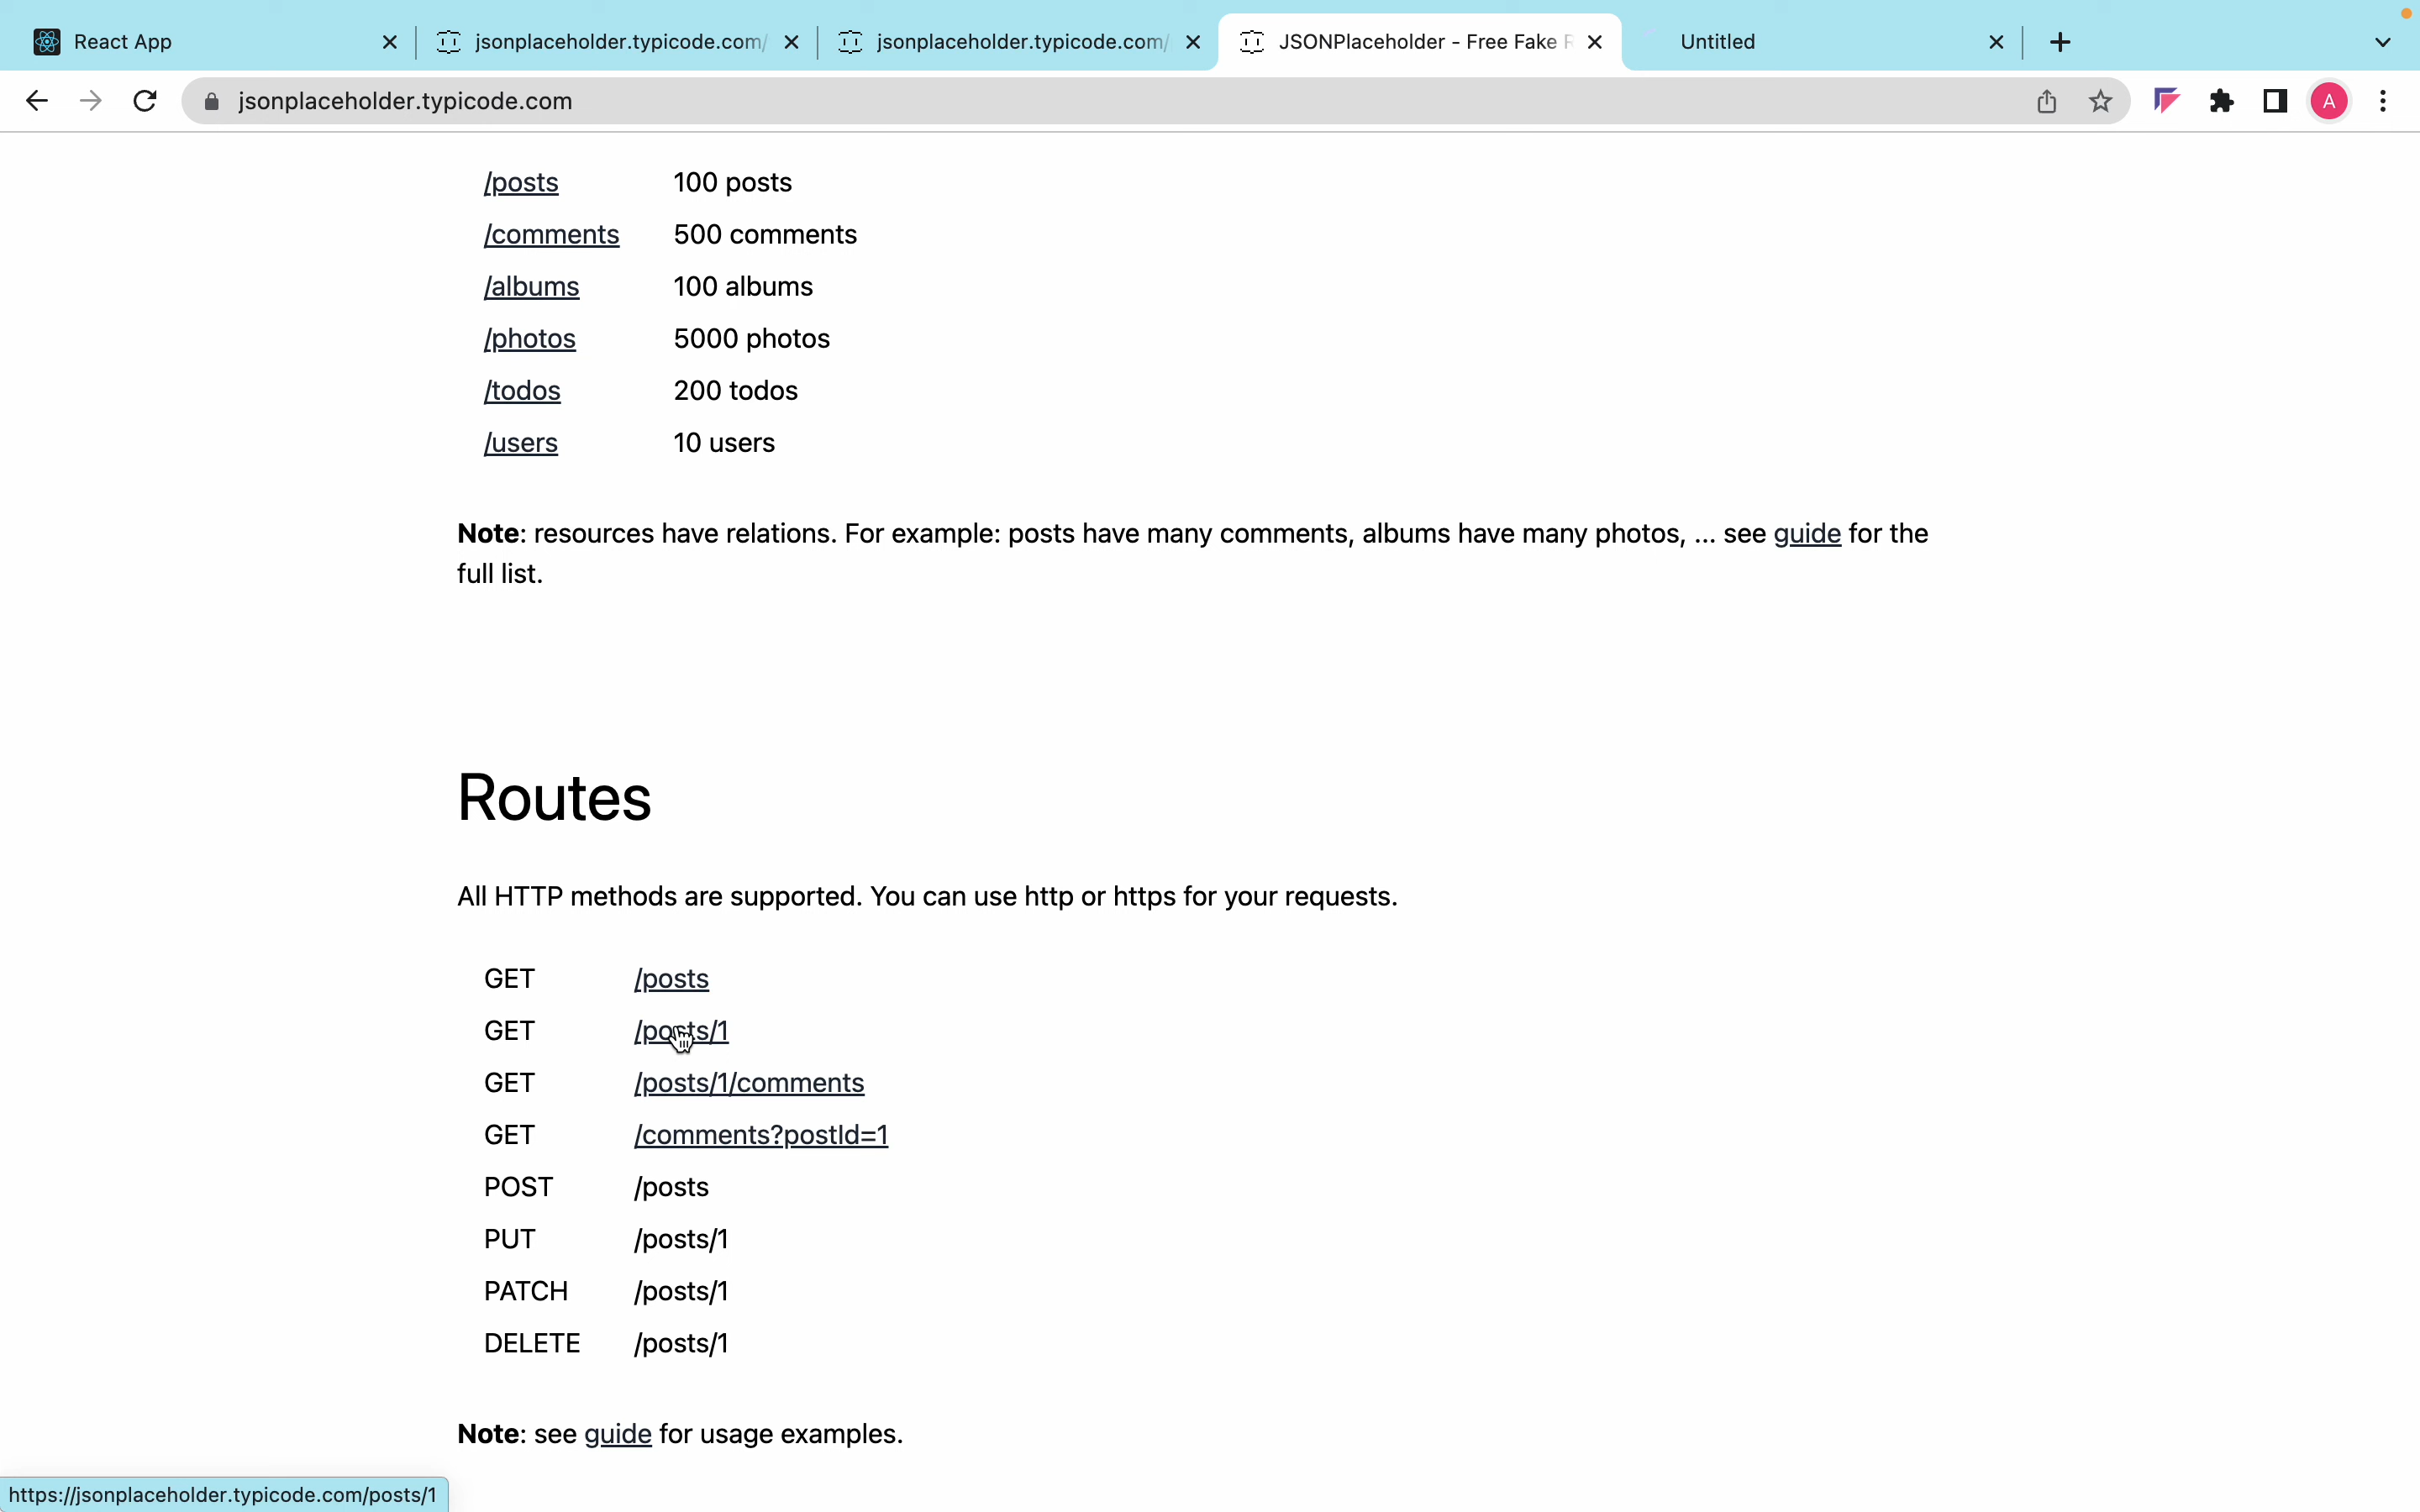 React App
jsonplaceholder.typicode.com/
jsonplaceholder.typicode.com/
JSONPlaceholder - Free Fake R
Untitled
jsonplaceholder.typicode.com
A
/posts 100 posts
/comments 500 comments
/albums 100 albums
/photos 5000 photos
/todos 200 todos
/users 10 users
Note: resources have relations. For example: posts have many comments, albums have many photos, ... see guide for the
full list.
Routes
All HTTP methods are supported. You can use http or https for your requests.
GET /posts
GET /posts/1
GET /posts/1/comments
GET /comments?postId=1
POST /posts
PUT /posts/1
PATCH /posts/1
DELETE /posts/1
Note: see guide for usage examples.
https://jsonplaceholder.typicode.com/posts/1